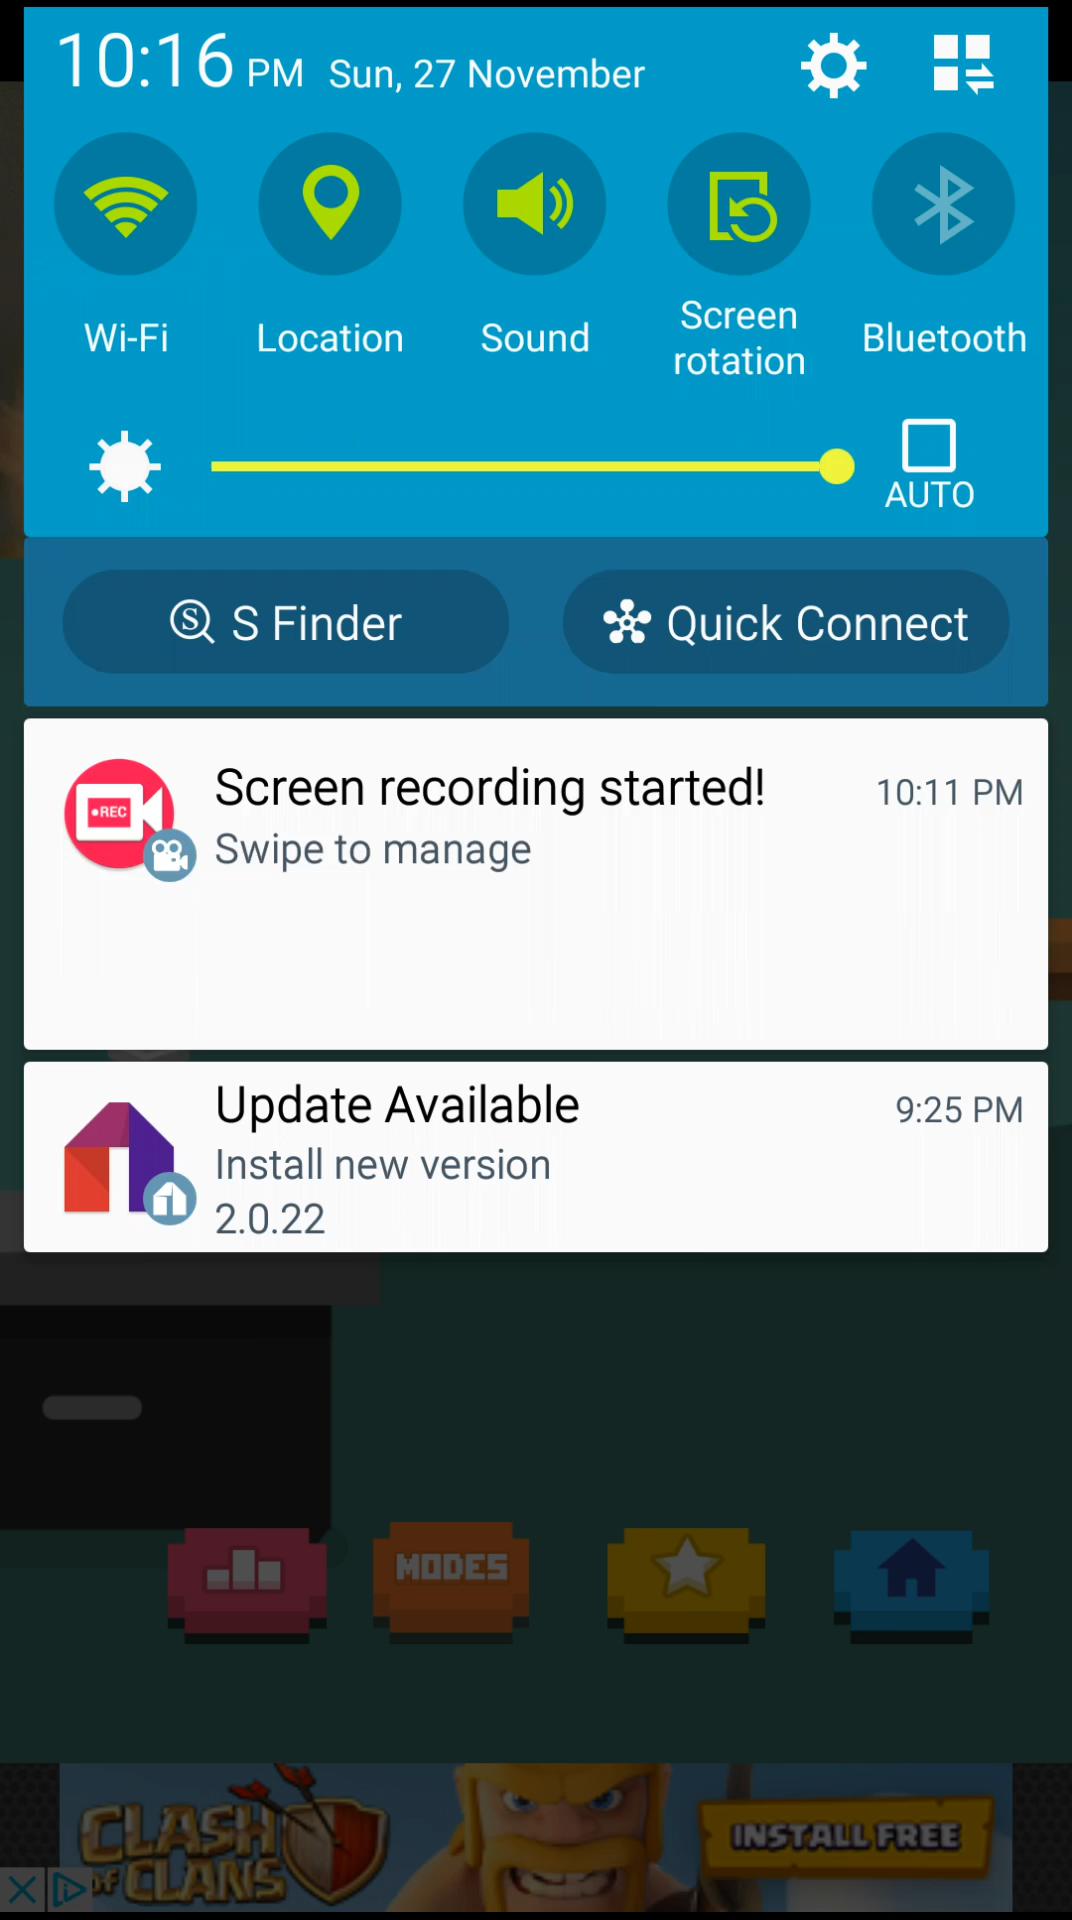 10:16 PM Sun, 27 November
Wi-Fi Location Sound Screen rotation Bluetooth
AUTO
S Finder Quick Connect
Screen recording started! 10:11 PM
•REC
Swipe to manage
Update Available 9:25 PM
Install new version
2.0.22
MODES
CLASH
OF CLANS
INSTALL FREE